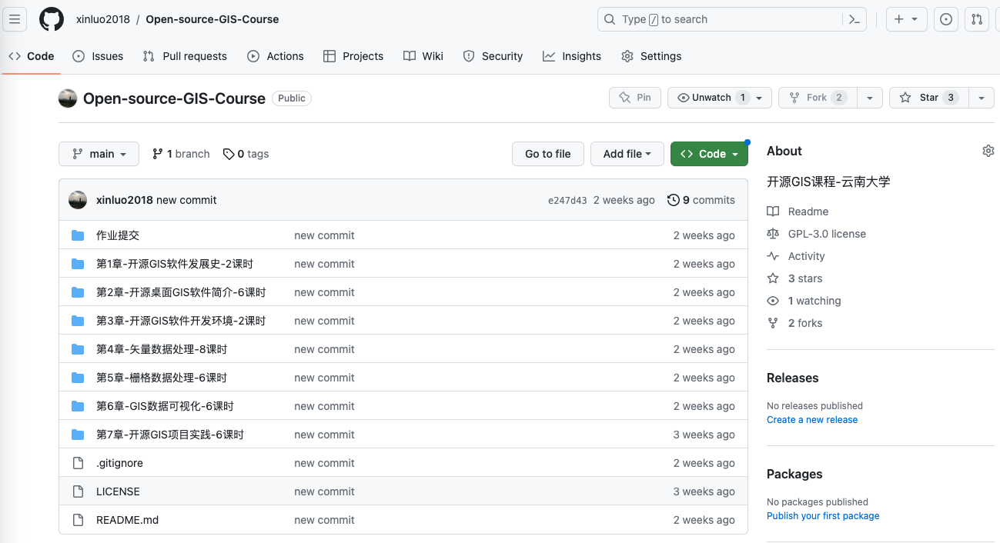 xinluo2018 / Open-source-GIS-Course
Type / to search
Code Issues Pull requests Actions Projects Wiki Security Insights Settings
Open-source-GIS-Course Public
Pin Unwatch 1 Fork 2 Star 3
main 1 branch 0 tags
Go to file Add file Code
xinluo2018 new commit e247d43 2 weeks ago 9 commits
作业提交 new commit 2 weeks ago
第1章-开源GIS软件发展史-2课时 new commit 2 weeks ago
第2章-开源桌面GIS软件简介-6课时 new commit 2 weeks ago
第3章-开源GIS软件开发环境-2课时 new commit 2 weeks ago
第4章-矢量数据处理-8课时 new commit 2 weeks ago
第5章-栅格数据处理-6课时 new commit 2 weeks ago
第6章-GIS数据可视化-6课时 new commit 2 weeks ago
第7章-开源GIS项目实践-6课时 new commit 3 weeks ago
.gitignore new commit 2 weeks ago
LICENSE new commit 3 weeks ago
README.md new commit 2 weeks ago
About
开源GIS课程-云南大学
Readme
GPL-3.0 license
Activity
3 stars
1 watching
2 forks
Releases
No releases published
Create a new release
Packages
No packages published
Publish your first package